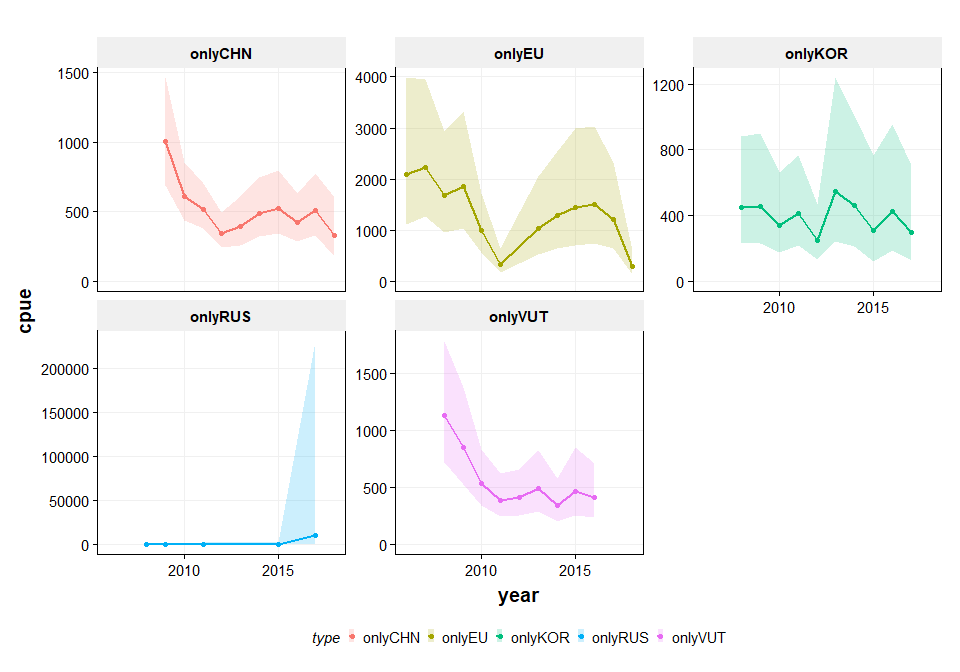 onlyCHN onlyEU onlyKOR
1500 1000 500 0
4000 3000 2000 1000 0
1200 800 400 0
2010 2015
cpue
onlyRUS onlyVUT
200000 150000 100000 50000 0
1500 1000 500 0
2010 2015 2010 2015
year
type onlyCHN onlyEU onlyKOR onlyRUS onlyVUT